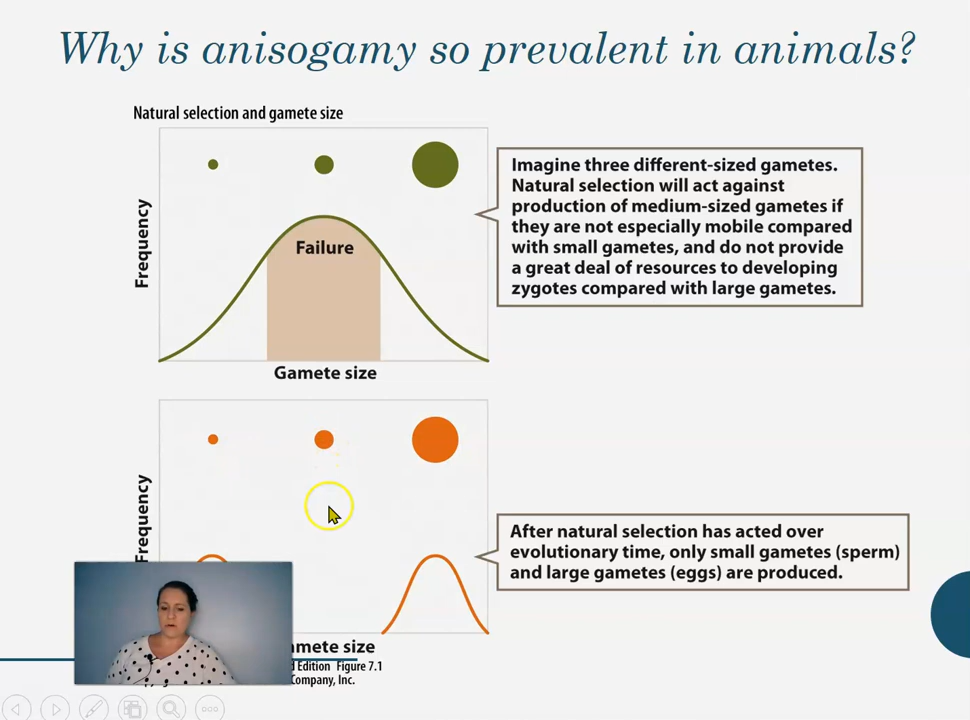 Why is anisogamy so prevalent in animals?
Natural selection and gamete size
Frequency
Failure
Gamete size
Imagine three different-sized gametes.
Natural selection will act against
production of medium-sized gametes if
they are not especially mobile compared
with small gametes, and do not provide
a great deal of resources to developing
zygotes compared with large gametes.
Frequency
After natural selection has acted over
evolutionary time, only small gametes (sperm)
and large gametes (eggs) are produced.
size
Edition Figure 7.1
Company, Inc.